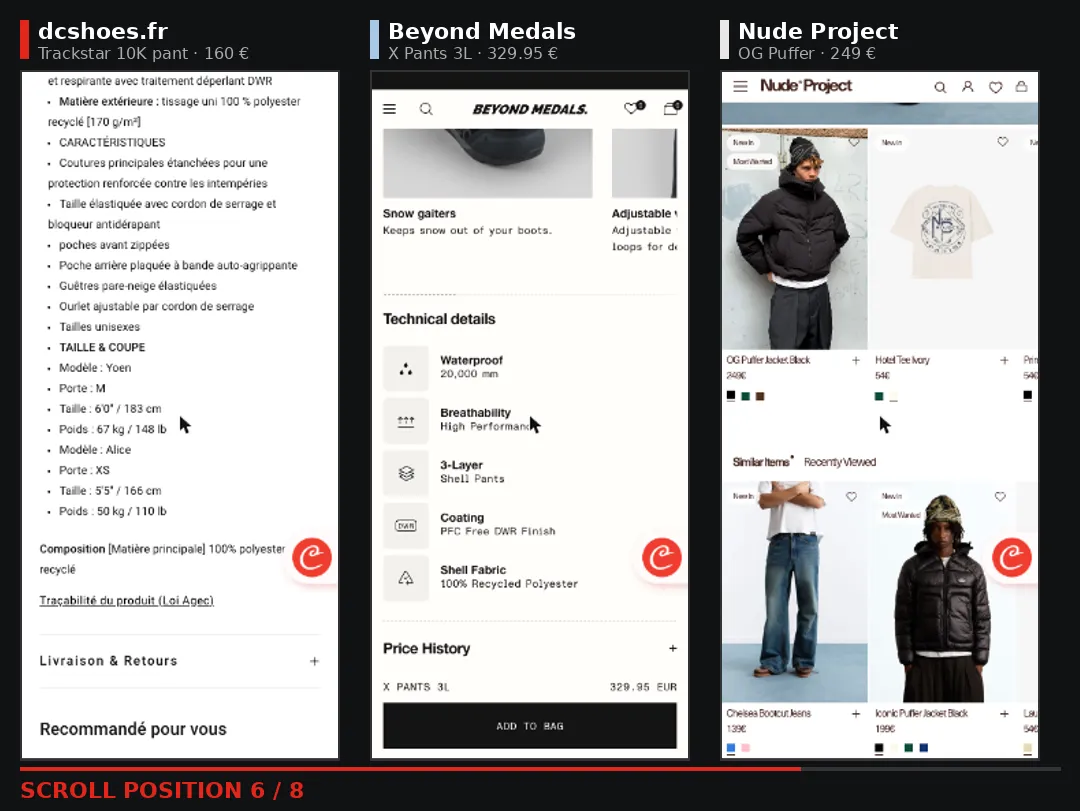 dcshoes.fr
Trackstar 10K pant · 160 €
et respirante avec traitement déperlant DWR
• Matière extérieure : tissage uni 100 % polyester
recyclé [170 g/m²]
• CARACTÉRISTIQUES
• Coutures principales étanchées pour une
protection renforcée contre les intempéries
• Taille élastiquée avec cordon de serrage et
bloqueur antidérapant
• poches avant zippées
• Poche arrière plaquée à bande auto-agrippante
• Guêtres pare-neige élastiquées
• Ourlet ajustable par cordon de serrage
• Tailles unisexes
• TAILLE & COUPE
• Modèle : Yoen
• Porte : M
• Taille : 6'0" / 183 cm
• Poids : 67 kg / 148 lb
• Modèle : Alice
• Porte : XS
• Taille : 5'5" / 166 cm
• Poids : 50 kg / 110 lb
Composition [Matière principale] 100% polyester
recyclé
Traçabilité du produit (Loi Agec)
Livraison & Retours +
Recommandé pour vous
Beyond Medals
X Pants 3L · 329.95 €
BEYOND MEDALS.
Snow gaiters
Keeps snow out of your boots.
Adjustable
Adjustable
loops for
Technical details
Waterproof
20,000 mm
Breathability
High Performanc
3-Layer
Shell Pants
DWR
Coating
PFC Free DWR Finish
Shell Fabric
100% Recycled Polyester
Price History +
X PANTS 3L 329.95 EUR
ADD TO BAG
Nude Project
OG Puffer · 249 €
Nude Project
New In
Most Wanted
New In
OG Puffer Jacket Black +
249€
Hotel Tee Ivory +
54€
54€
Similar Items Recently Viewed
New In
New In
Most Wanted
Chelsea Bootcut Jeans +
139€
Iconic Puffer Jacket Black +
199€
54€
SCROLL POSITION 6 / 8